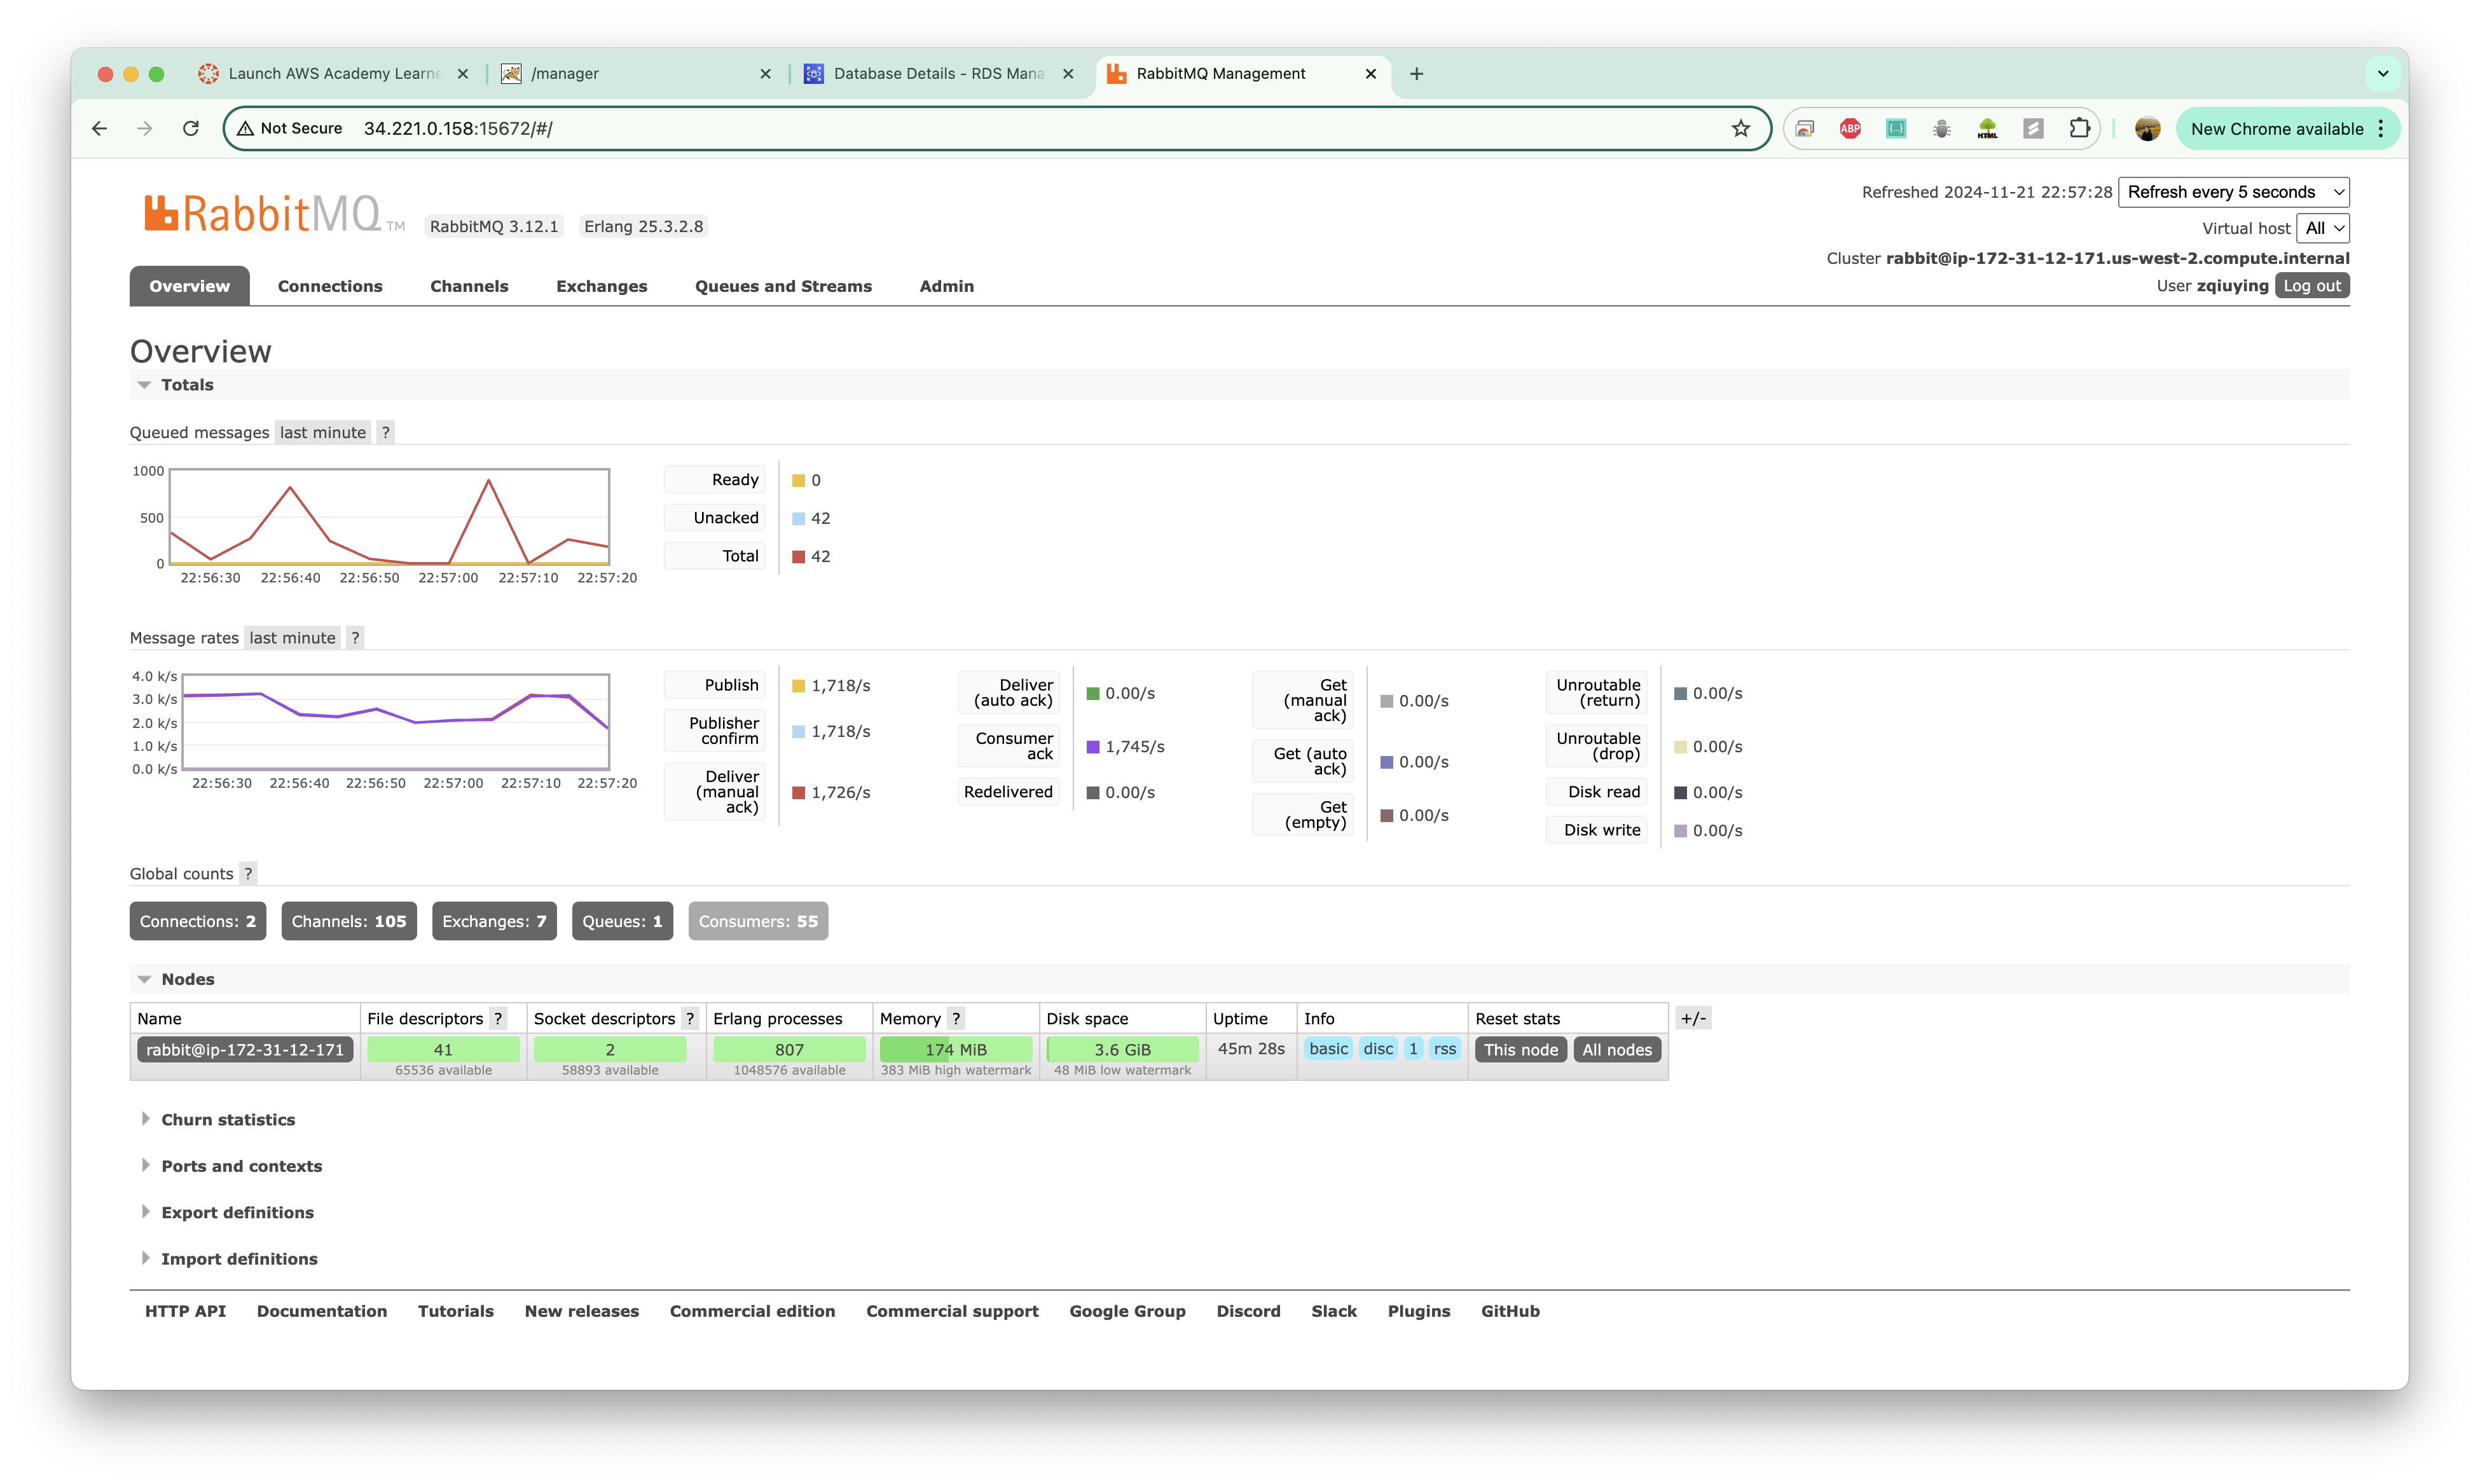 Launch AWS Academy Learne
/manager
Database Details - RDS Mana
RabbitMQ Management
Not Secure 34.221.0.158:15672/#/
ABP
HTML
New Chrome available
RabbitMQ TM
RabbitMQ 3.12.1 Erlang 25.3.2.8
Refreshed 2024-11-21 22:57:28 Refresh every 5 seconds
Virtual host All
Cluster rabbit@ip-172-31-12-171.us-west-2.compute.internal
User zqiuying Log out
Overview Connections Channels Exchanges Queues and Streams Admin
Overview
Totals
Queued messages last minute ?
1000
500
0
22:56:30 22:56:40 22:56:50 22:57:00 22:57:10 22:57:20
Ready 0
Unacked 42
Total 42
Message rates last minute ?
4.0 k/s
3.0 k/s
2.0 k/s
1.0 k/s
0.0 k/s
22:56:30 22:56:40 22:56:50 22:57:00 22:57:10 22:57:20
Publish 1,718/s
Publisher
confirm 1,718/s
Deliver
(manual
ack) 1,726/s
Deliver
(auto ack) 0.00/s
Consumer
ack 1,745/s
Redelivered 0.00/s
Get
(manual
ack) 0.00/s
Get (auto
ack) 0.00/s
Get
(empty) 0.00/s
Unroutable
(return) 0.00/s
Unroutable
(drop) 0.00/s
Disk read 0.00/s
Disk write 0.00/s
Global counts ?
Connections: 2 Channels: 105 Exchanges: 7 Queues: 1 Consumers: 55
Nodes
Name File descriptors ? Socket descriptors ? Erlang processes Memory ? Disk space Uptime Info Reset stats +/-
rabbit@ip-172-31-12-171 41 2 807 174 MiB 3.6 GiB 45m 28s basic disc 1 rss This node All nodes
65536 available 58893 available 1048576 available 383 MiB high watermark 48 MiB low watermark
Churn statistics
Ports and contexts
Export definitions
Import definitions
HTTP API Documentation Tutorials New releases Commercial edition Commercial support Google Group Discord Slack Plugins GitHub